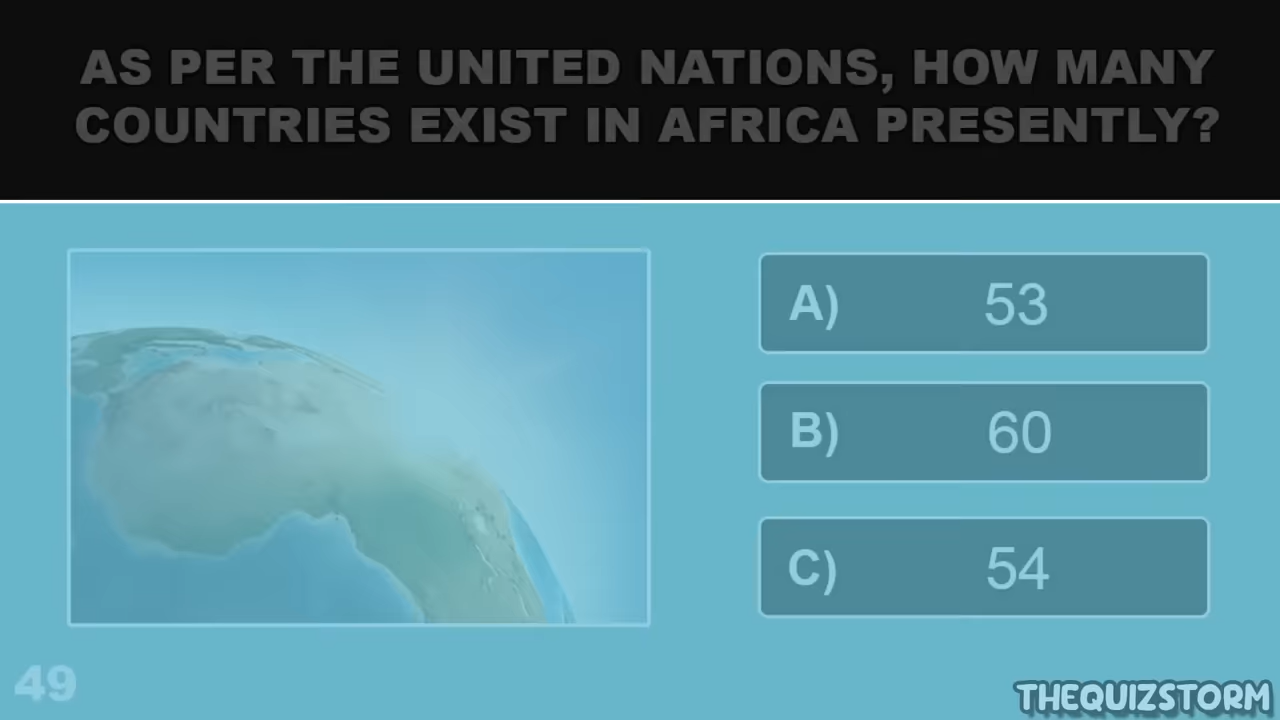 AS PER THE UNITED NATIONS, HOW MANY
COUNTRIES EXIST IN AFRICA PRESENTLY?
A) 53
B) 60
C) 54
49
THEQUIZSTORM